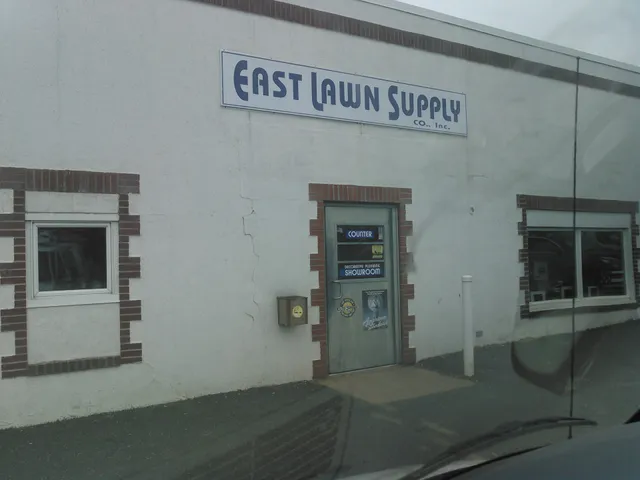 EAST LAWN SUPPLY
CO., Inc.
COUNTER
SHOWROOM